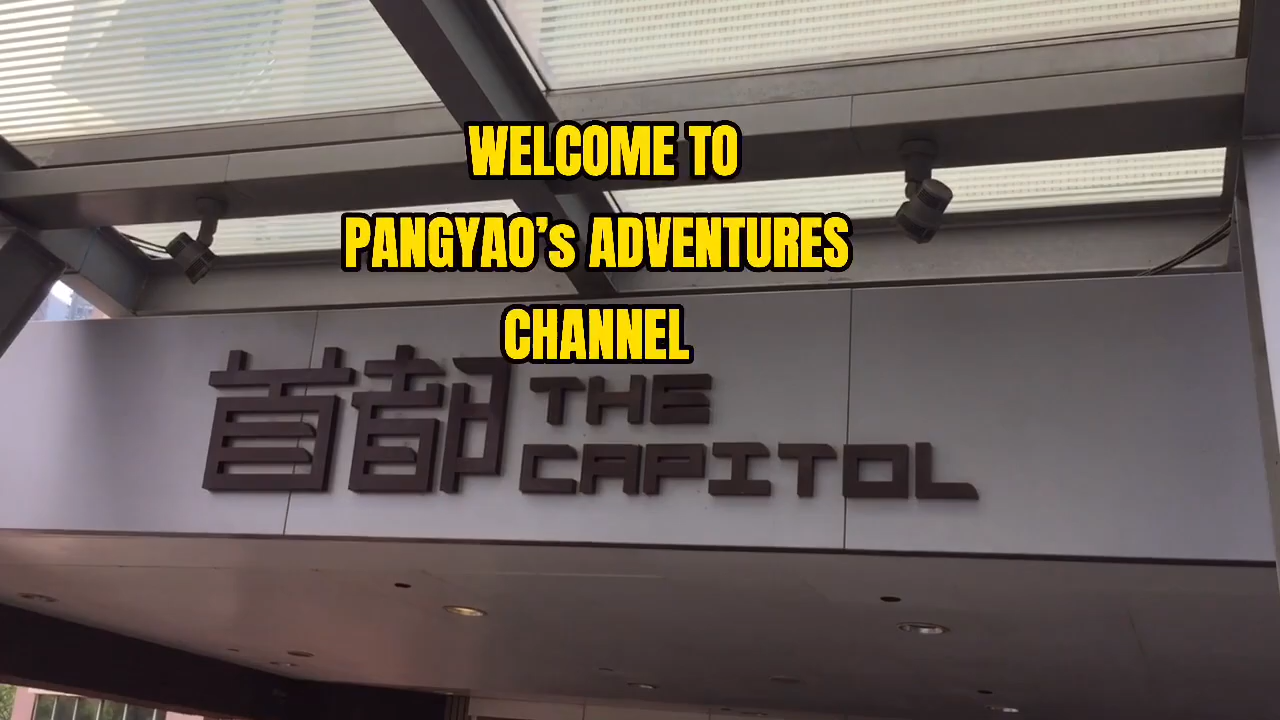 WELCOME TO
PANGYAO's ADVENTURES
CHANNEL
首都 THE
CAPITOL